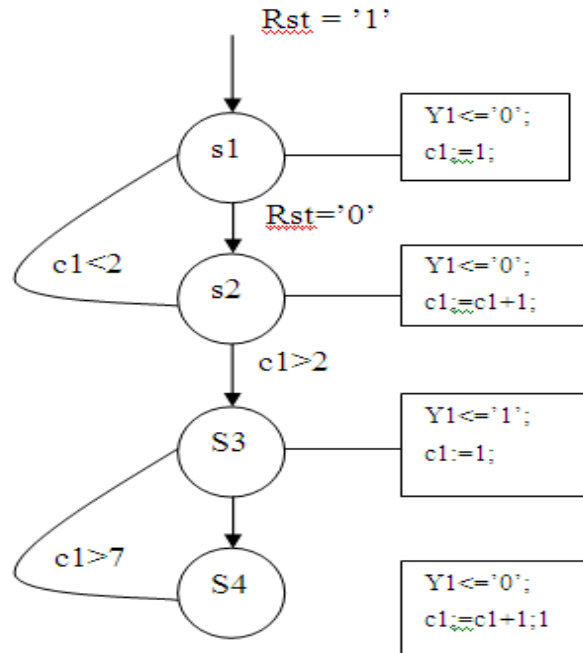 Rst = '1'
Y1<='0';
c1:=1;
s1
Rst='0'
c1<2
s2
Y1<='0';
c1:=c1+1;
c1>2
Y1<='1';
c1:=1;
S3
c1>7
S4
Y1<='0';
c1:=c1+1;1